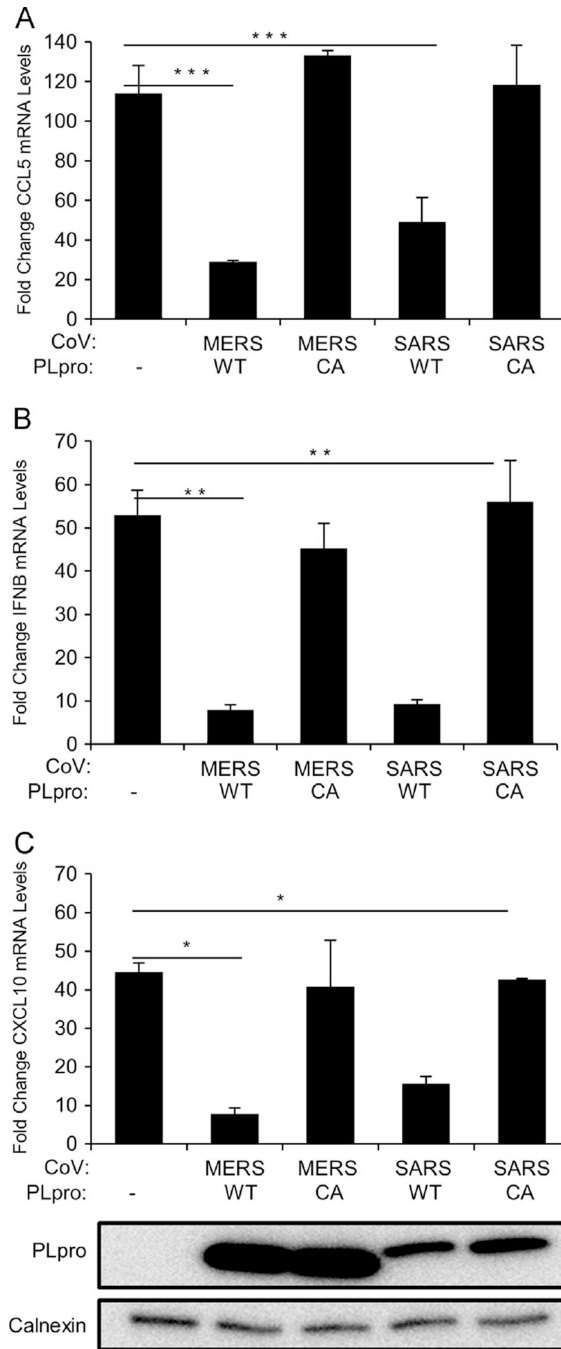 A
Fold Change CCL5 mRNA Levels
140
120
100
80
60
40
20
0
* * *
* * *
CoV: MERS MERS SARS SARS
PLpro: - WT CA WT CA
B
Fold Change IFNB mRNA Levels
70
60
50
40
30
20
10
0
* *
* *
CoV: MERS MERS SARS SARS
PLpro: - WT CA WT CA
C
Fold Change CXCL10 mRNA Levels
70
60
50
40
30
20
10
0
*
*
CoV: MERS MERS SARS SARS
PLpro: - WT CA WT CA
PLpro
Calnexin